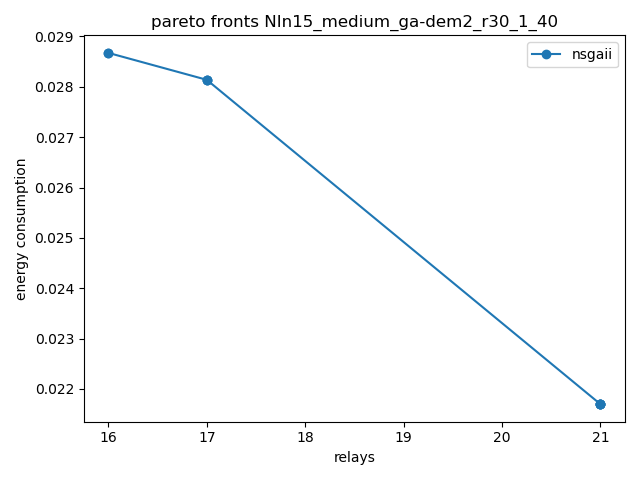 pareto fronts NIn15_medium_ga-dem2_r30_1_40
nsgaii
0.029
0.028
0.027
0.026
0.025
0.024
0.023
0.022
energy consumption
16 17 18 19 20 21
relays